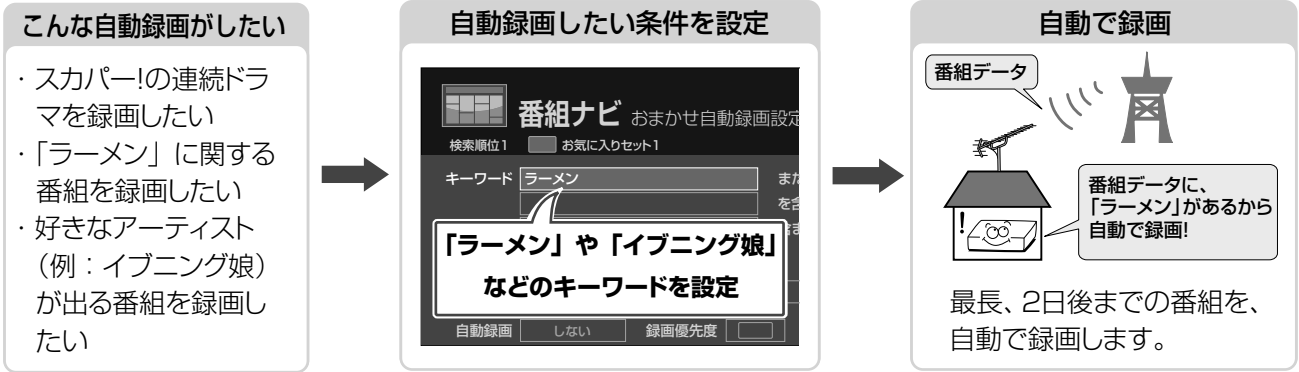 こんな自動録画がしたい
・スカパー!の連続ドラ
マを録画したい
・「ラーメン」に関する
番組を録画したい
・好きなアーティスト
(例:イブニング娘)
が出る番組を録画し
たい
自動録画したい条件を設定
番組ナビ おまかせ自動録画設定
検索順位1 お気に入りセット1
キーワード ラーメン また
を含
含ま
「ラーメン」や「イブニング娘」
などのキーワードを設定
自動録画 しない 録画優先度
自動で録画
番組データ
番組データに、
「ラーメン」があるから
自動で録画!
!
最長、2日後までの番組を、
自動で録画します。